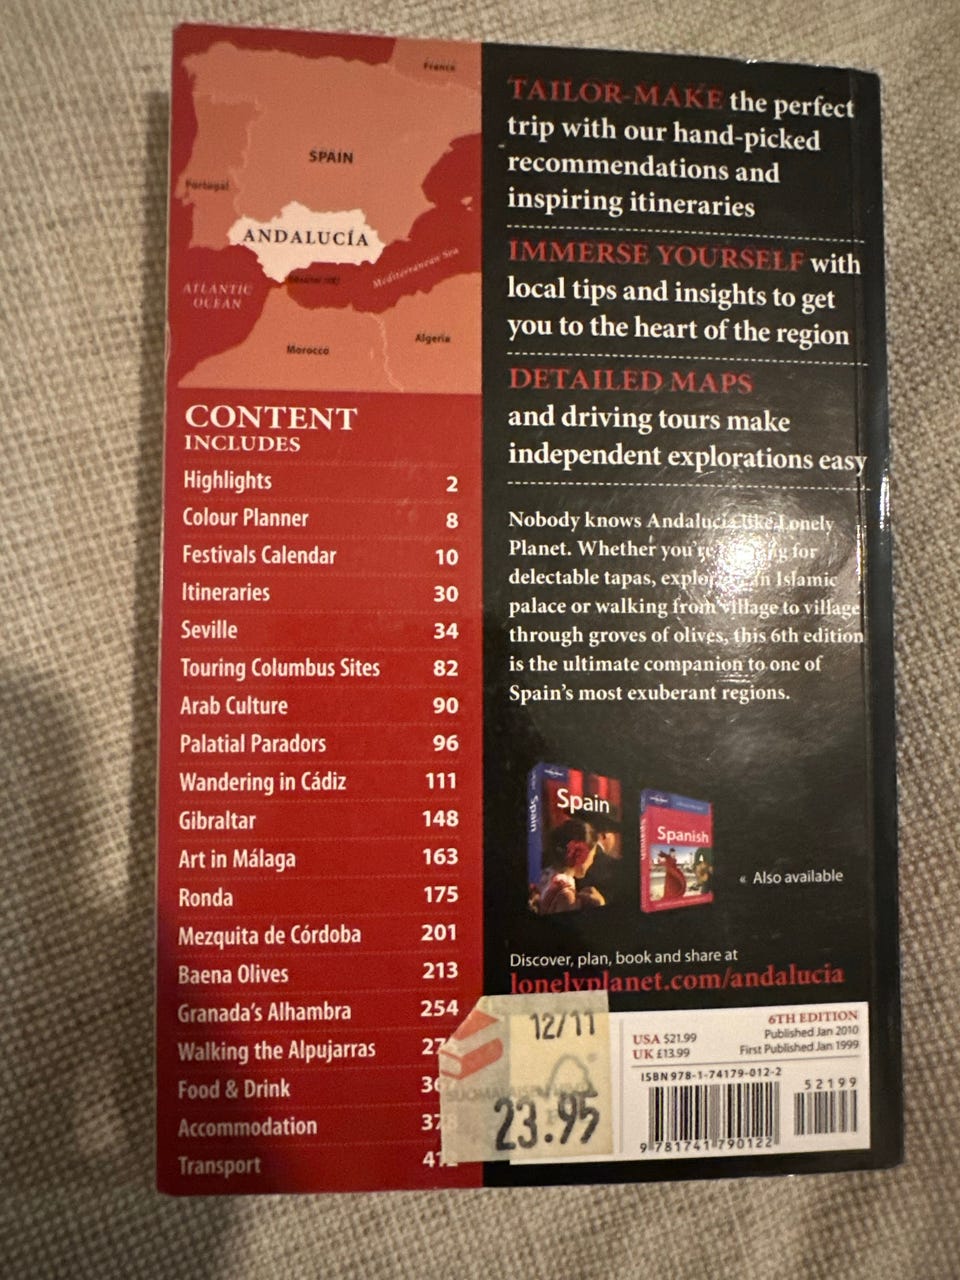 France
SPAIN
Portugal
ANDALUCÍA
Mediterranean Sea
ATLANTIC
OCEAN
Morocco
Algeria
CONTENT
INCLUDES
Highlights 2
Colour Planner 8
Festivals Calendar 10
Itineraries 30
Seville 34
Touring Columbus Sites 82
Arab Culture 90
Palatial Paradors 96
Wandering in Cádiz 111
Gibraltar 148
Art in Málaga 163
Ronda 175
Mezquita de Córdoba 201
Baena Olives 213
Granada's Alhambra 254
Walking the Alpujarras
Food & Drink
Accommodation
Transport
TAILOR-MAKE the perfect
trip with our hand-picked
recommendations and
inspiring itineraries
IMMERSE YOURSELF with
local tips and insights to get
you to the heart of the region
DETAILED MAPS
and driving tours make
independent explorations easy
Nobody knows Andalucía like Lonely
Planet. Whether for
delectable tapas, Islamic
palace or walking from village to village
through groves of olives, this 6th edition
is the ultimate companion to one of
Spain's most exuberant regions.
Spain
Spain
Spanish
« Also available
Discover, plan, book and share at
lonelyplanet.com/andalucia
12/11
23.95
6TH EDITION
USA $21.99
UK £13.99
Published Jan 2010
First Published Jan 1999
ISBN 978-1-74179-012-2
52199
9 781741 790122